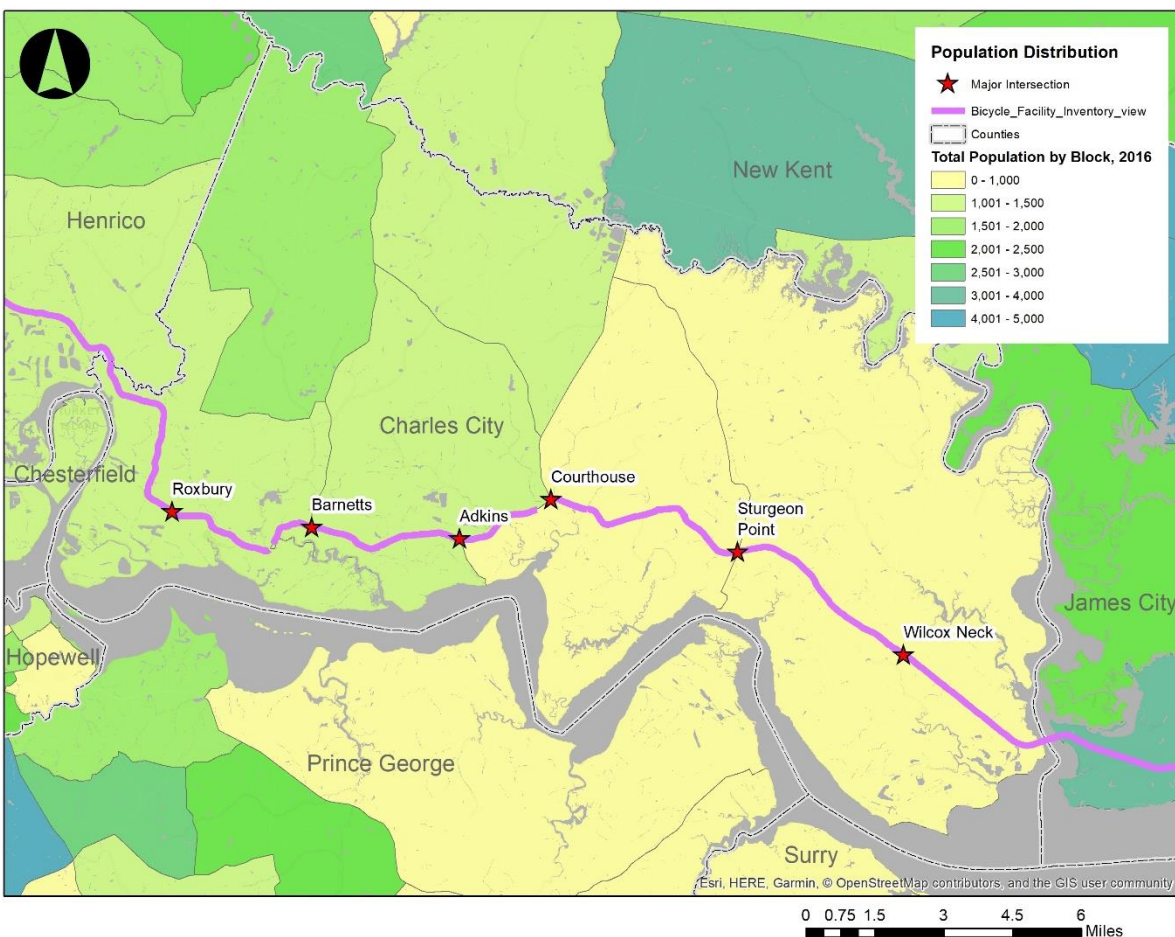 Population Distribution
Major Intersection
Bicycle_Facility_Inventory_view
Counties
Total Population by Block, 2016
0 - 1,000
1,001 - 1,500
1,501 - 2,000
2,001 - 2,500
2,501 - 3,000
3,001 - 4,000
4,001 - 5,000
New Kent
Henrico
Charles City
Chesterfield
Roxbury
Barnetts
Adkins
Courthouse
Sturgeon
Point
James City
Wilcox Neck
Hopewell
Prince George
Surry
Esri, HERE, Garmin, © OpenStreetMap contributors, and the GIS user community
0 0.75 1.5 3 4.5 6
Miles